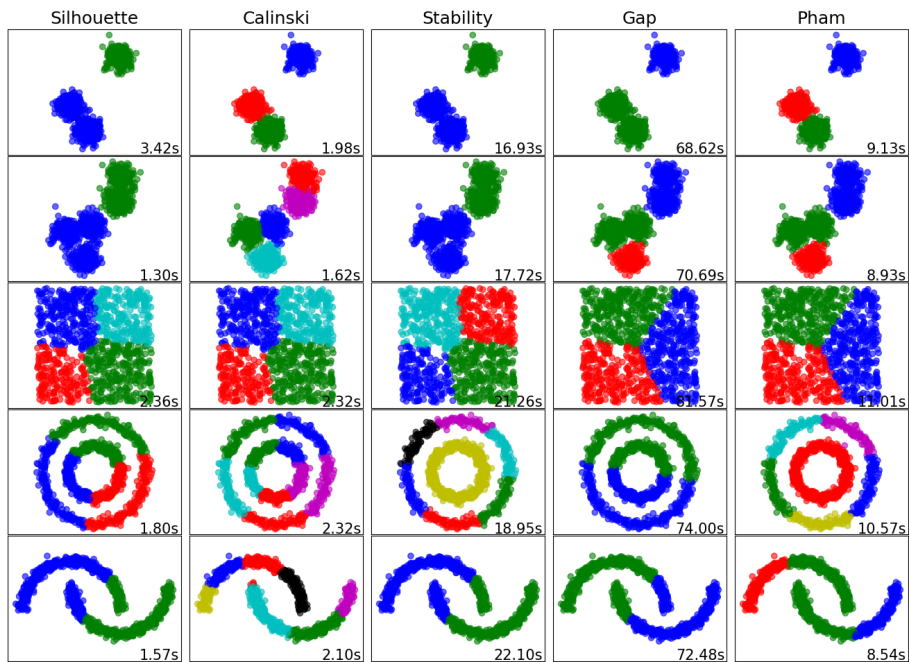 Silhouette Calinski Stability Gap Pham
3.42s 1.98s 16.93s 68.62s 9.13s
1.30s 1.62s 17.72s 70.69s 8.93s
2.36s 2.32s 21.26s 81.57s 11.01s
1.80s 2.32s 18.95s 74.00s 10.57s
1.57s 2.10s 22.10s 72.48s 8.54s